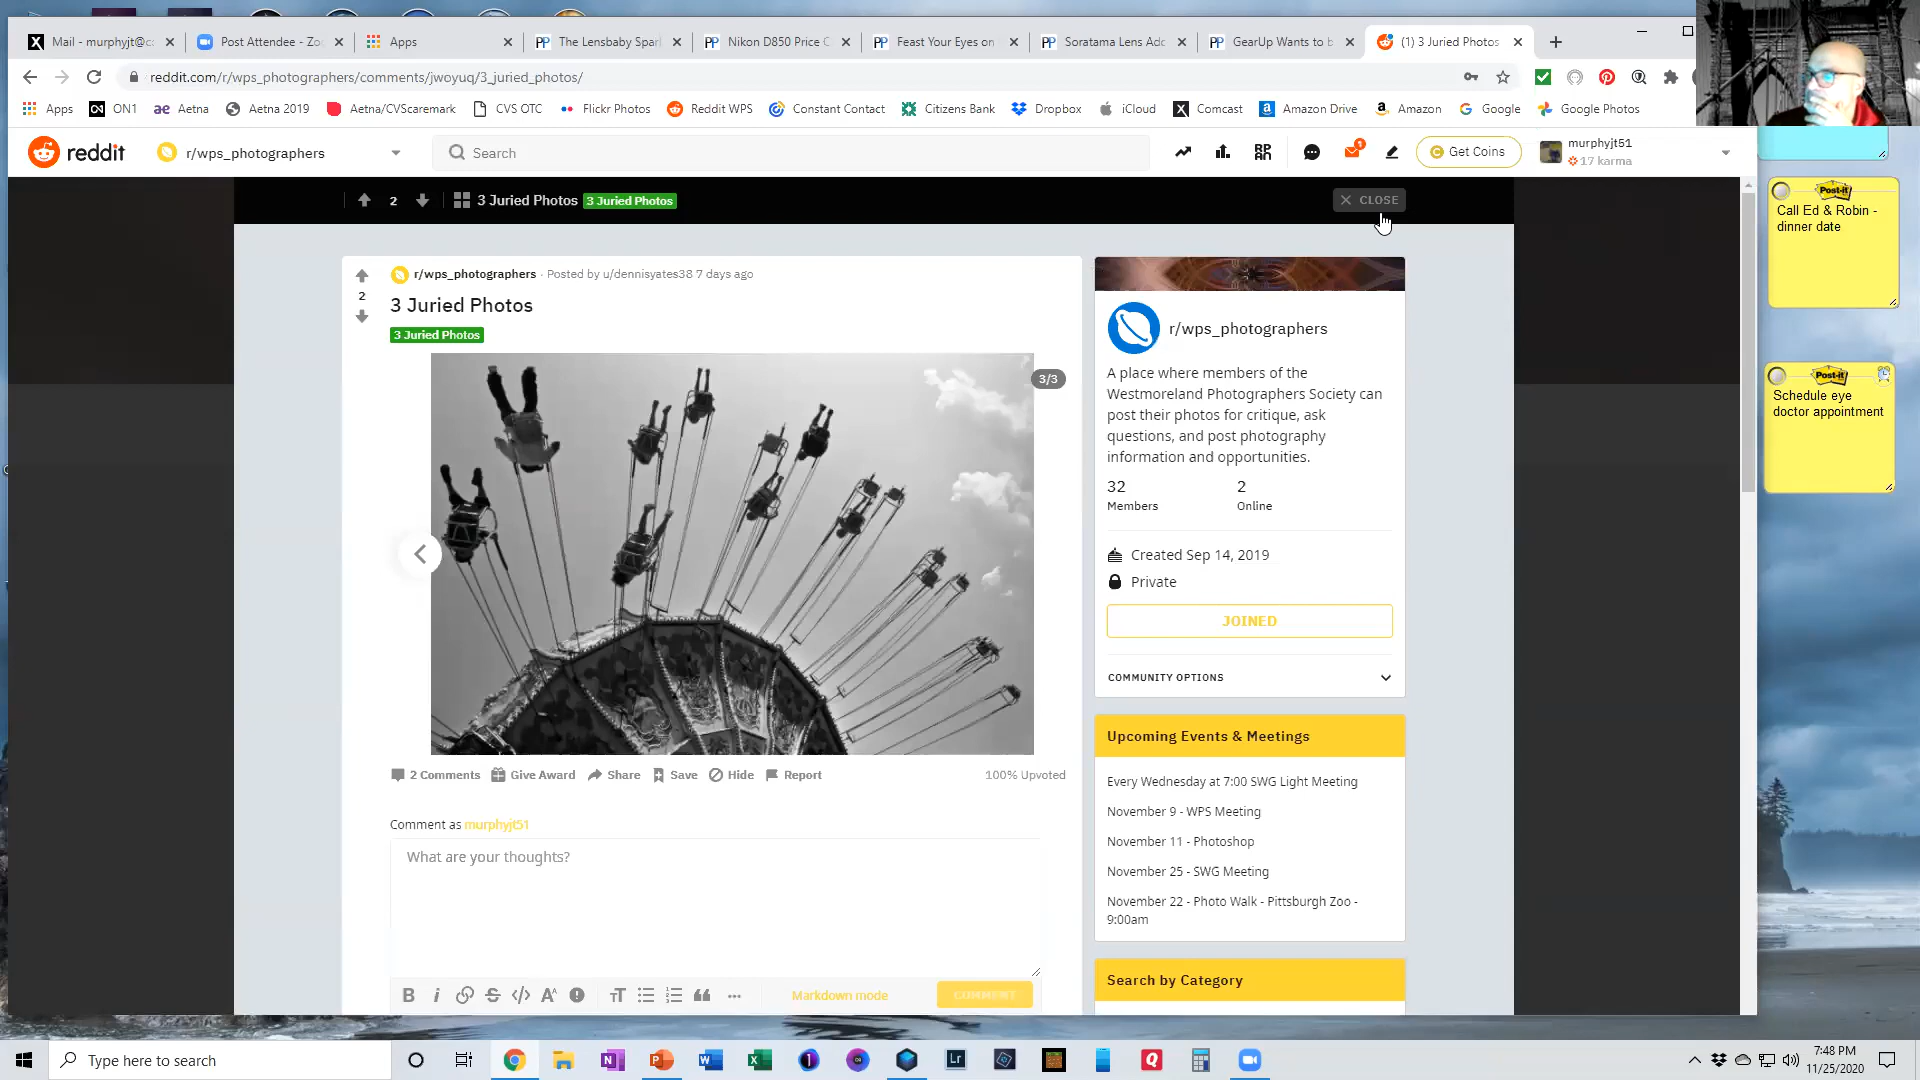 Mail - murphyjt@c
Post Attendee - Zo
Apps
The Lensbaby Spar
Nikon D850 Price C
Feast Your Eyes on
Soratama Lens Add
GearUp Wants to b
(1) 3 Juried Photos
reddit.com/r/wps_photographers/comments/jwoyuq/3_juried_photos/
Apps ON1 Aetna Aetna 2019 Aetna/CVScaremark CVS OTC Flickr Photos Reddit WPS Constant Contact Citizens Bank Dropbox iCloud Comcast Amazon Drive Amazon Google Google Photos
reddit r/wps_photographers Search Get Coins murphyjt51
17 karma
2 3 Juried Photos 3 Juried Photos CLOSE
r/wps_photographers · Posted by u/dennisyates38 7 days ago
2
3 Juried Photos
3 Juried Photos
3/3
2 Comments Give Award Share Save Hide Report 100% Upvoted
Comment as murphyjt51
What are your thoughts?
Markdown mode COMMENT
r/wps_photographers
A place where members of the
Westmoreland Photographers Society can
post their photos for critique, ask
questions, and post photography
information and opportunities.
32 2
Members Online
Created Sep 14, 2019
Private
JOINED
COMMUNITY OPTIONS
Upcoming Events & Meetings
Every Wednesday at 7:00 SWG Light Meeting
November 9 - WPS Meeting
November 11 - Photoshop
November 25 - SWG Meeting
November 22 - Photo Walk - Pittsburgh Zoo -
9:00am
Search by Category
Post-it
Call Ed & Robin -
dinner date
Post-it
Schedule eye
doctor appointment
Type here to search
7:48 PM
11/25/2020